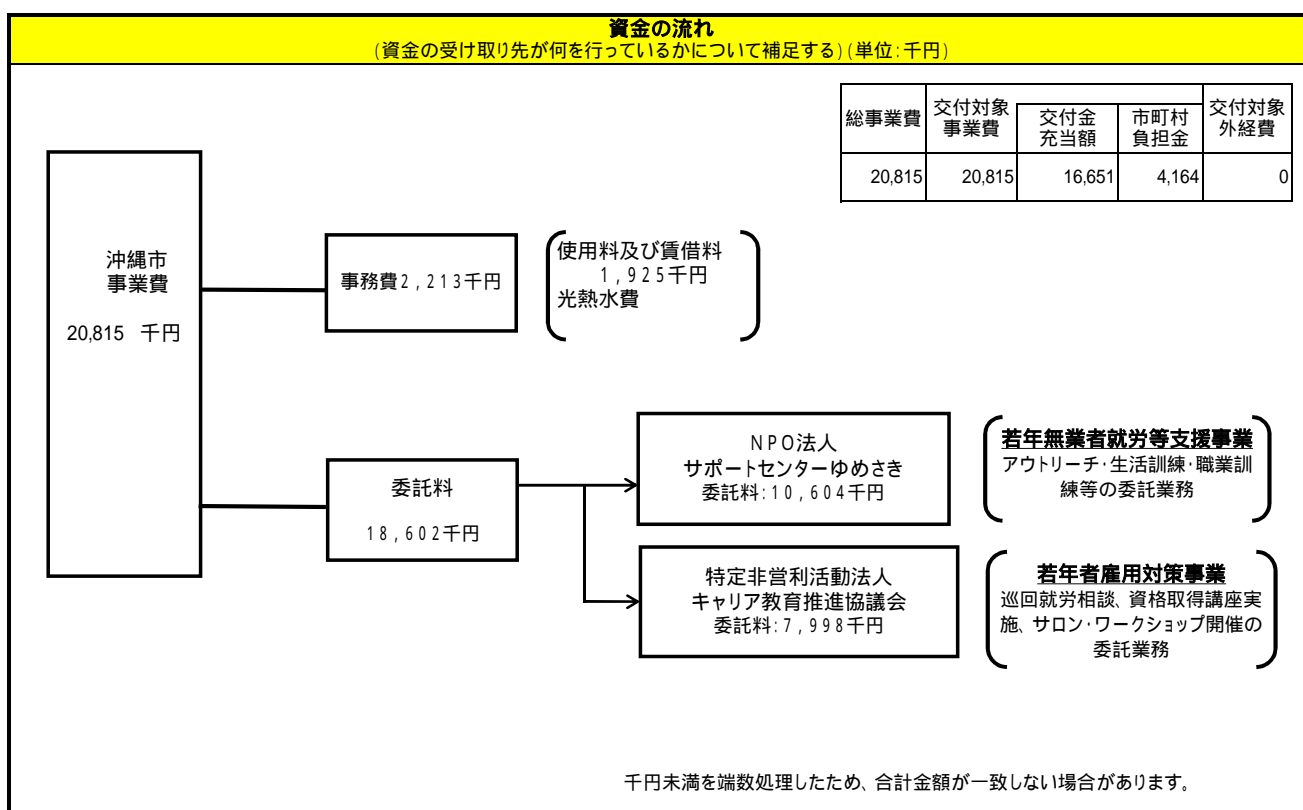 資金の流れ
(資金の受け取り先が何を行っているかについて補足する)(単位:千円)
総事業費
交付対象
事業費
交付金
充当額
市町村
負担金
交付対象
外経費
20,815
20,815
16,651
4,164
0
沖縄市
事業費
20,815 千円
事務費2,213千円
使用料及び賃借料
1,925千円
光熱水費
委託料
18,602千円
NPO法人
サポートセンターゆめさき
委託料:10,604千円
若年無業者就労等支援事業
アウトリーチ・生活訓練・職業訓
練等の委託業務
特定非営利活動法人
キャリア教育推進協議会
委託料:7,998千円
若年者雇用対策事業
巡回就労相談、資格取得講座実
施、サロン・ワークショップ開催の
委託業務
千円未満を端数処理したため、合計金額が一致しない場合があります。